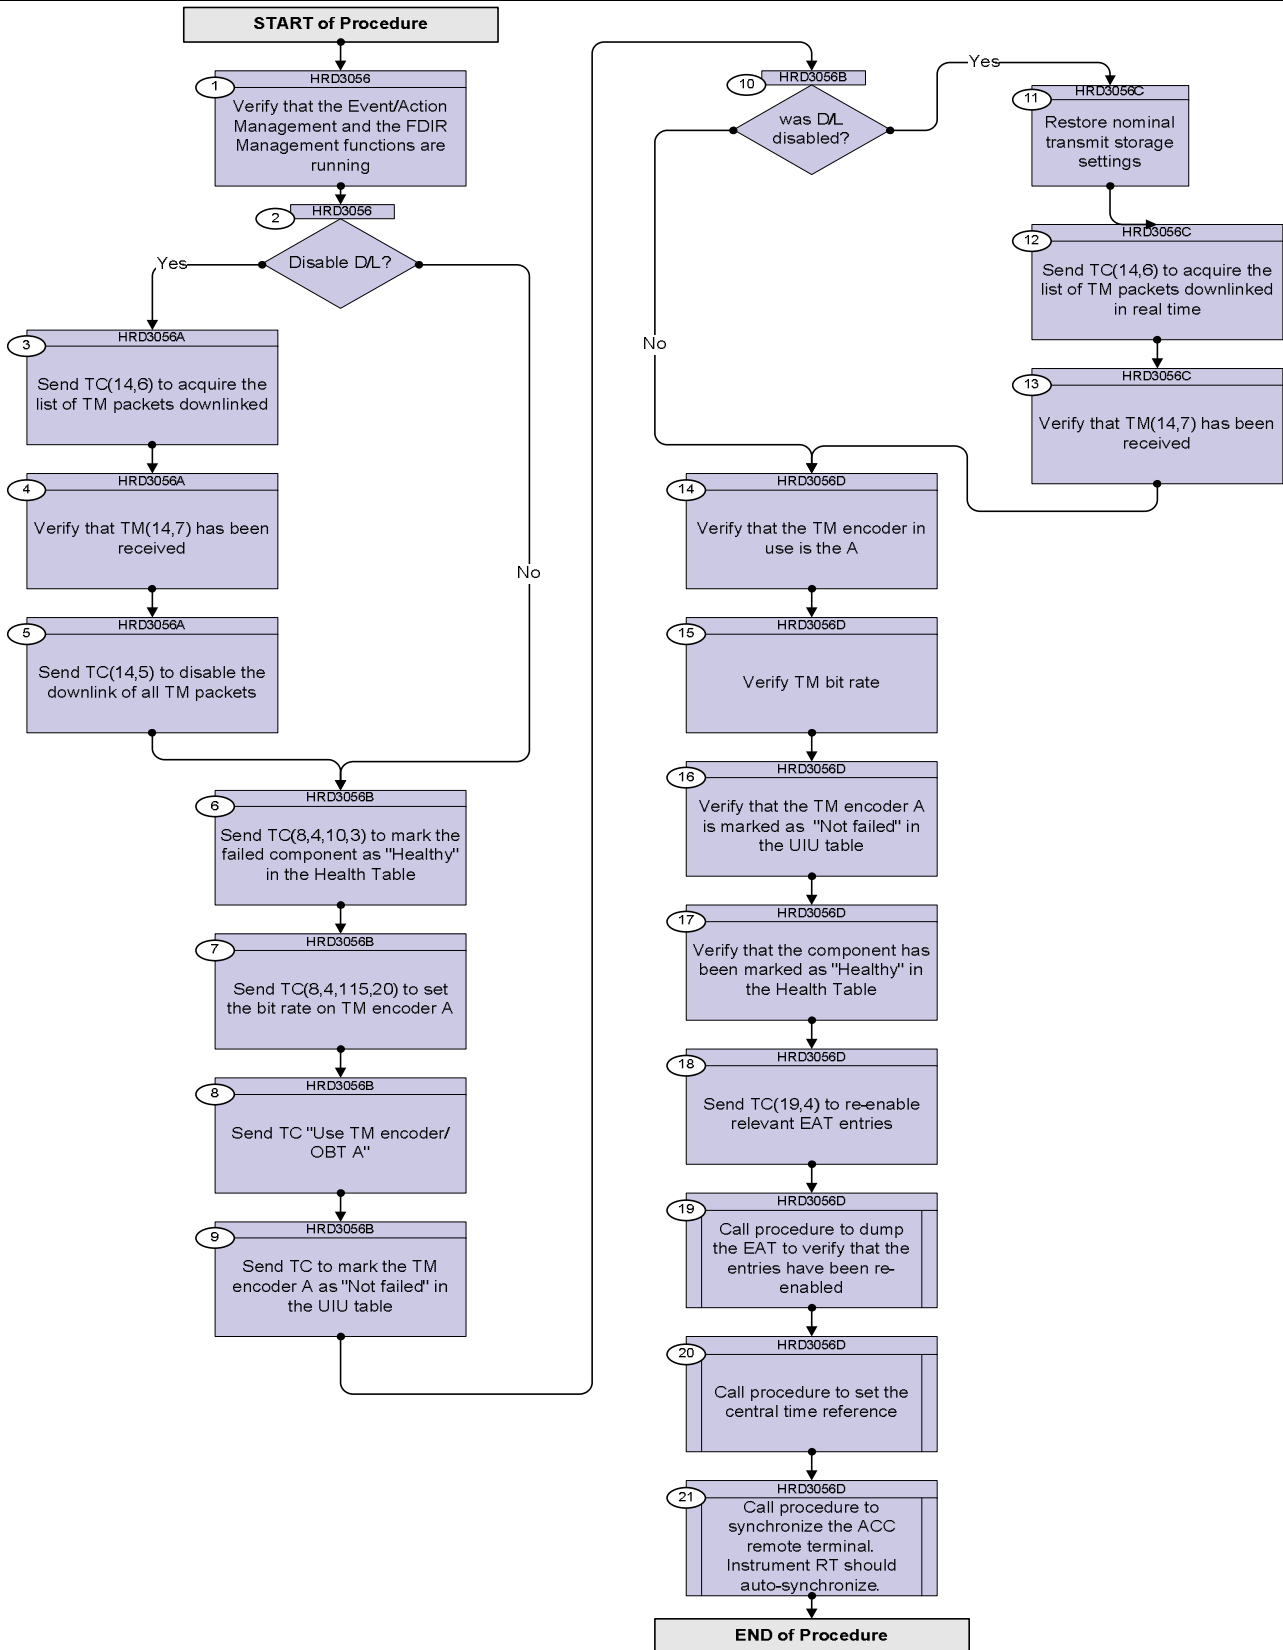 START of Procedure
1
HRD3056
Verify that the Event/Action
Management and the FDIR
Management functions are
running
2
HRD3056
Disable D/L?
Yes
No
3
HRD3056A
Send TC(14,6) to acquire the
list of TM packets downlinked
4
HRD3056A
Verify that TM(14,7) has been
received
5
HRD3056A
Send TC(14,5) to disable the
downlink of all TM packets
6
HRD3056B
Send TC(8,4,10,3) to mark the
failed component as "Healthy"
in the Health Table
7
HRD3056B
Send TC(8,4,115,20) to set
the bit rate on TM encoder A
8
HRD3056B
Send TC "Use TM encoder/
OBT A"
9
HRD3056B
Send TC to mark the TM
encoder A as "Not failed" in
the UIU table
10
HRD3056B
was D/L
disabled?
Yes
No
11
HRD3056C
Restore nominal
transmit storage
settings
12
HRD3056C
Send TC(14,6) to acquire the
list of TM packets downlinked
in real time
13
HRD3056C
Verify that TM(14,7) has been
received
14
HRD3056D
Verify that the TM encoder in
use is the A
15
HRD3056D
Verify TM bit rate
16
HRD3056D
Verify that the TM encoder A
is marked as "Not failed" in
the UIU table
17
HRD3056D
Verify that the component has
been marked as "Healthy" in
the Health Table
18
HRD3056D
Send TC(19,4) to re-enable
relevant EAT entries
19
HRD3056D
Call procedure to dump
the EAT to verify that the
entries have been re-
enabled
20
HRD3056D
Call procedure to set the
central time reference
21
HRD3056D
Call procedure to
synchronize the ACC
remote terminal.
Instrument RT should
auto-synchronize.
END of Procedure